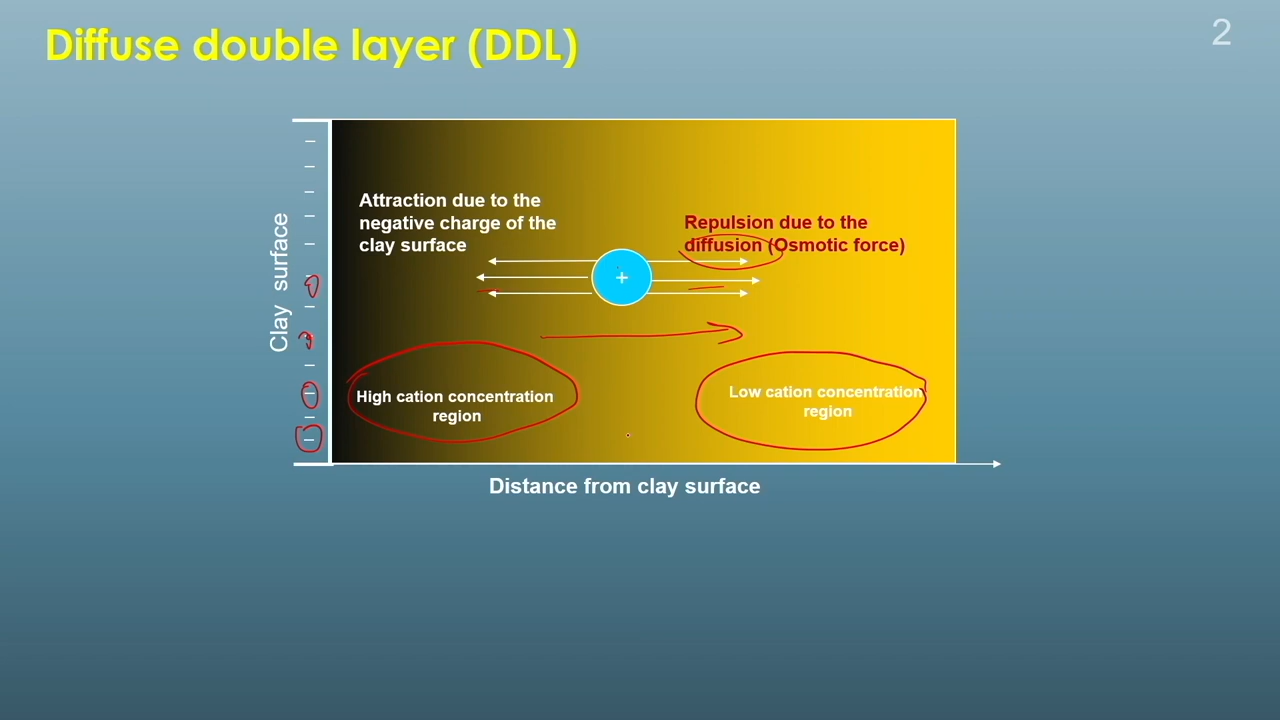 Diffuse double layer (DDL)
2
Clay surface
Attraction due to the
negative charge of the
clay surface
Repulsion due to the
diffusion (Osmotic force)
+
High cation concentration
region
Low cation concentration
region
Distance from clay surface